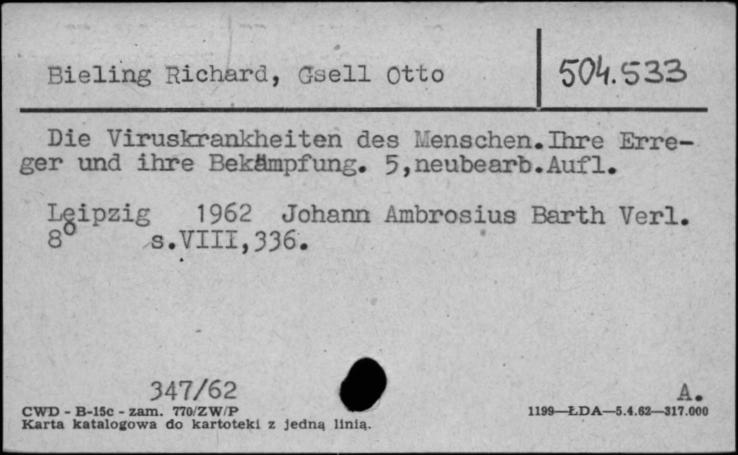 Bieling Richard, Gsell Otto
504.533
Die Viruskrankheiten des Menschen.Ihre Erre-
ger und ihre Bekämpfung. 5,neubearb.Aufl.
Leipzig 1962 Johann Ambrosius Barth Verl.
8° s.VIII,336.
347/62
A.
CWD - B-15c - zam. 770/ZW/P
1199—ŁDA—5.4.62—317.000
Karta katalogowa do kartoteki z jedną linią.